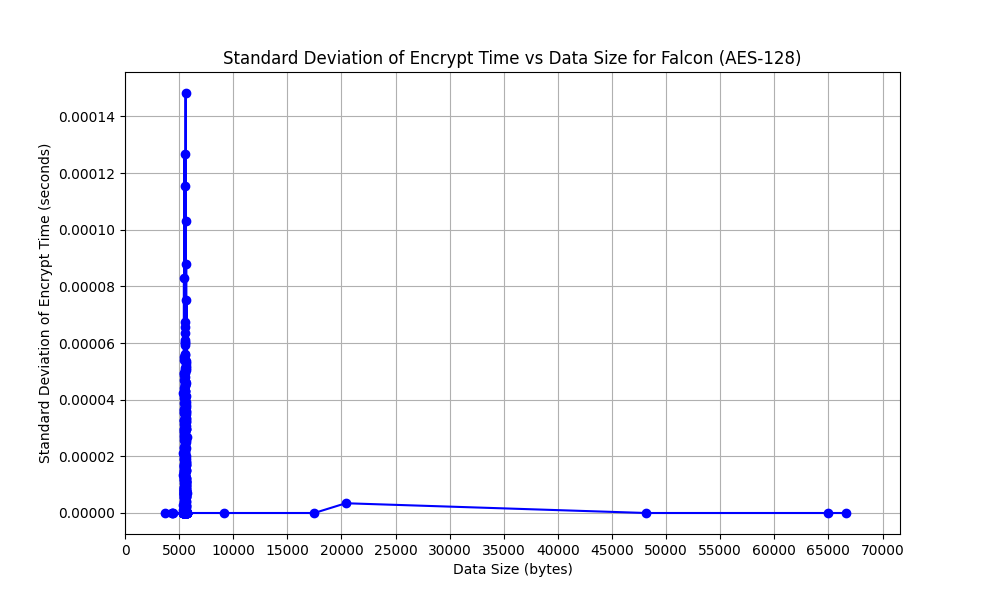 Standard Deviation of Encrypt Time vs Data Size for Falcon (AES-128)
Standard Deviation of Encrypt Time (seconds)
0.00014
0.00012
0.00010
0.00008
0.00006
0.00004
0.00002
0.00000
0 5000 10000 15000 20000 25000 30000 35000 40000 45000 50000 55000 60000 65000 70000
Data Size (bytes)